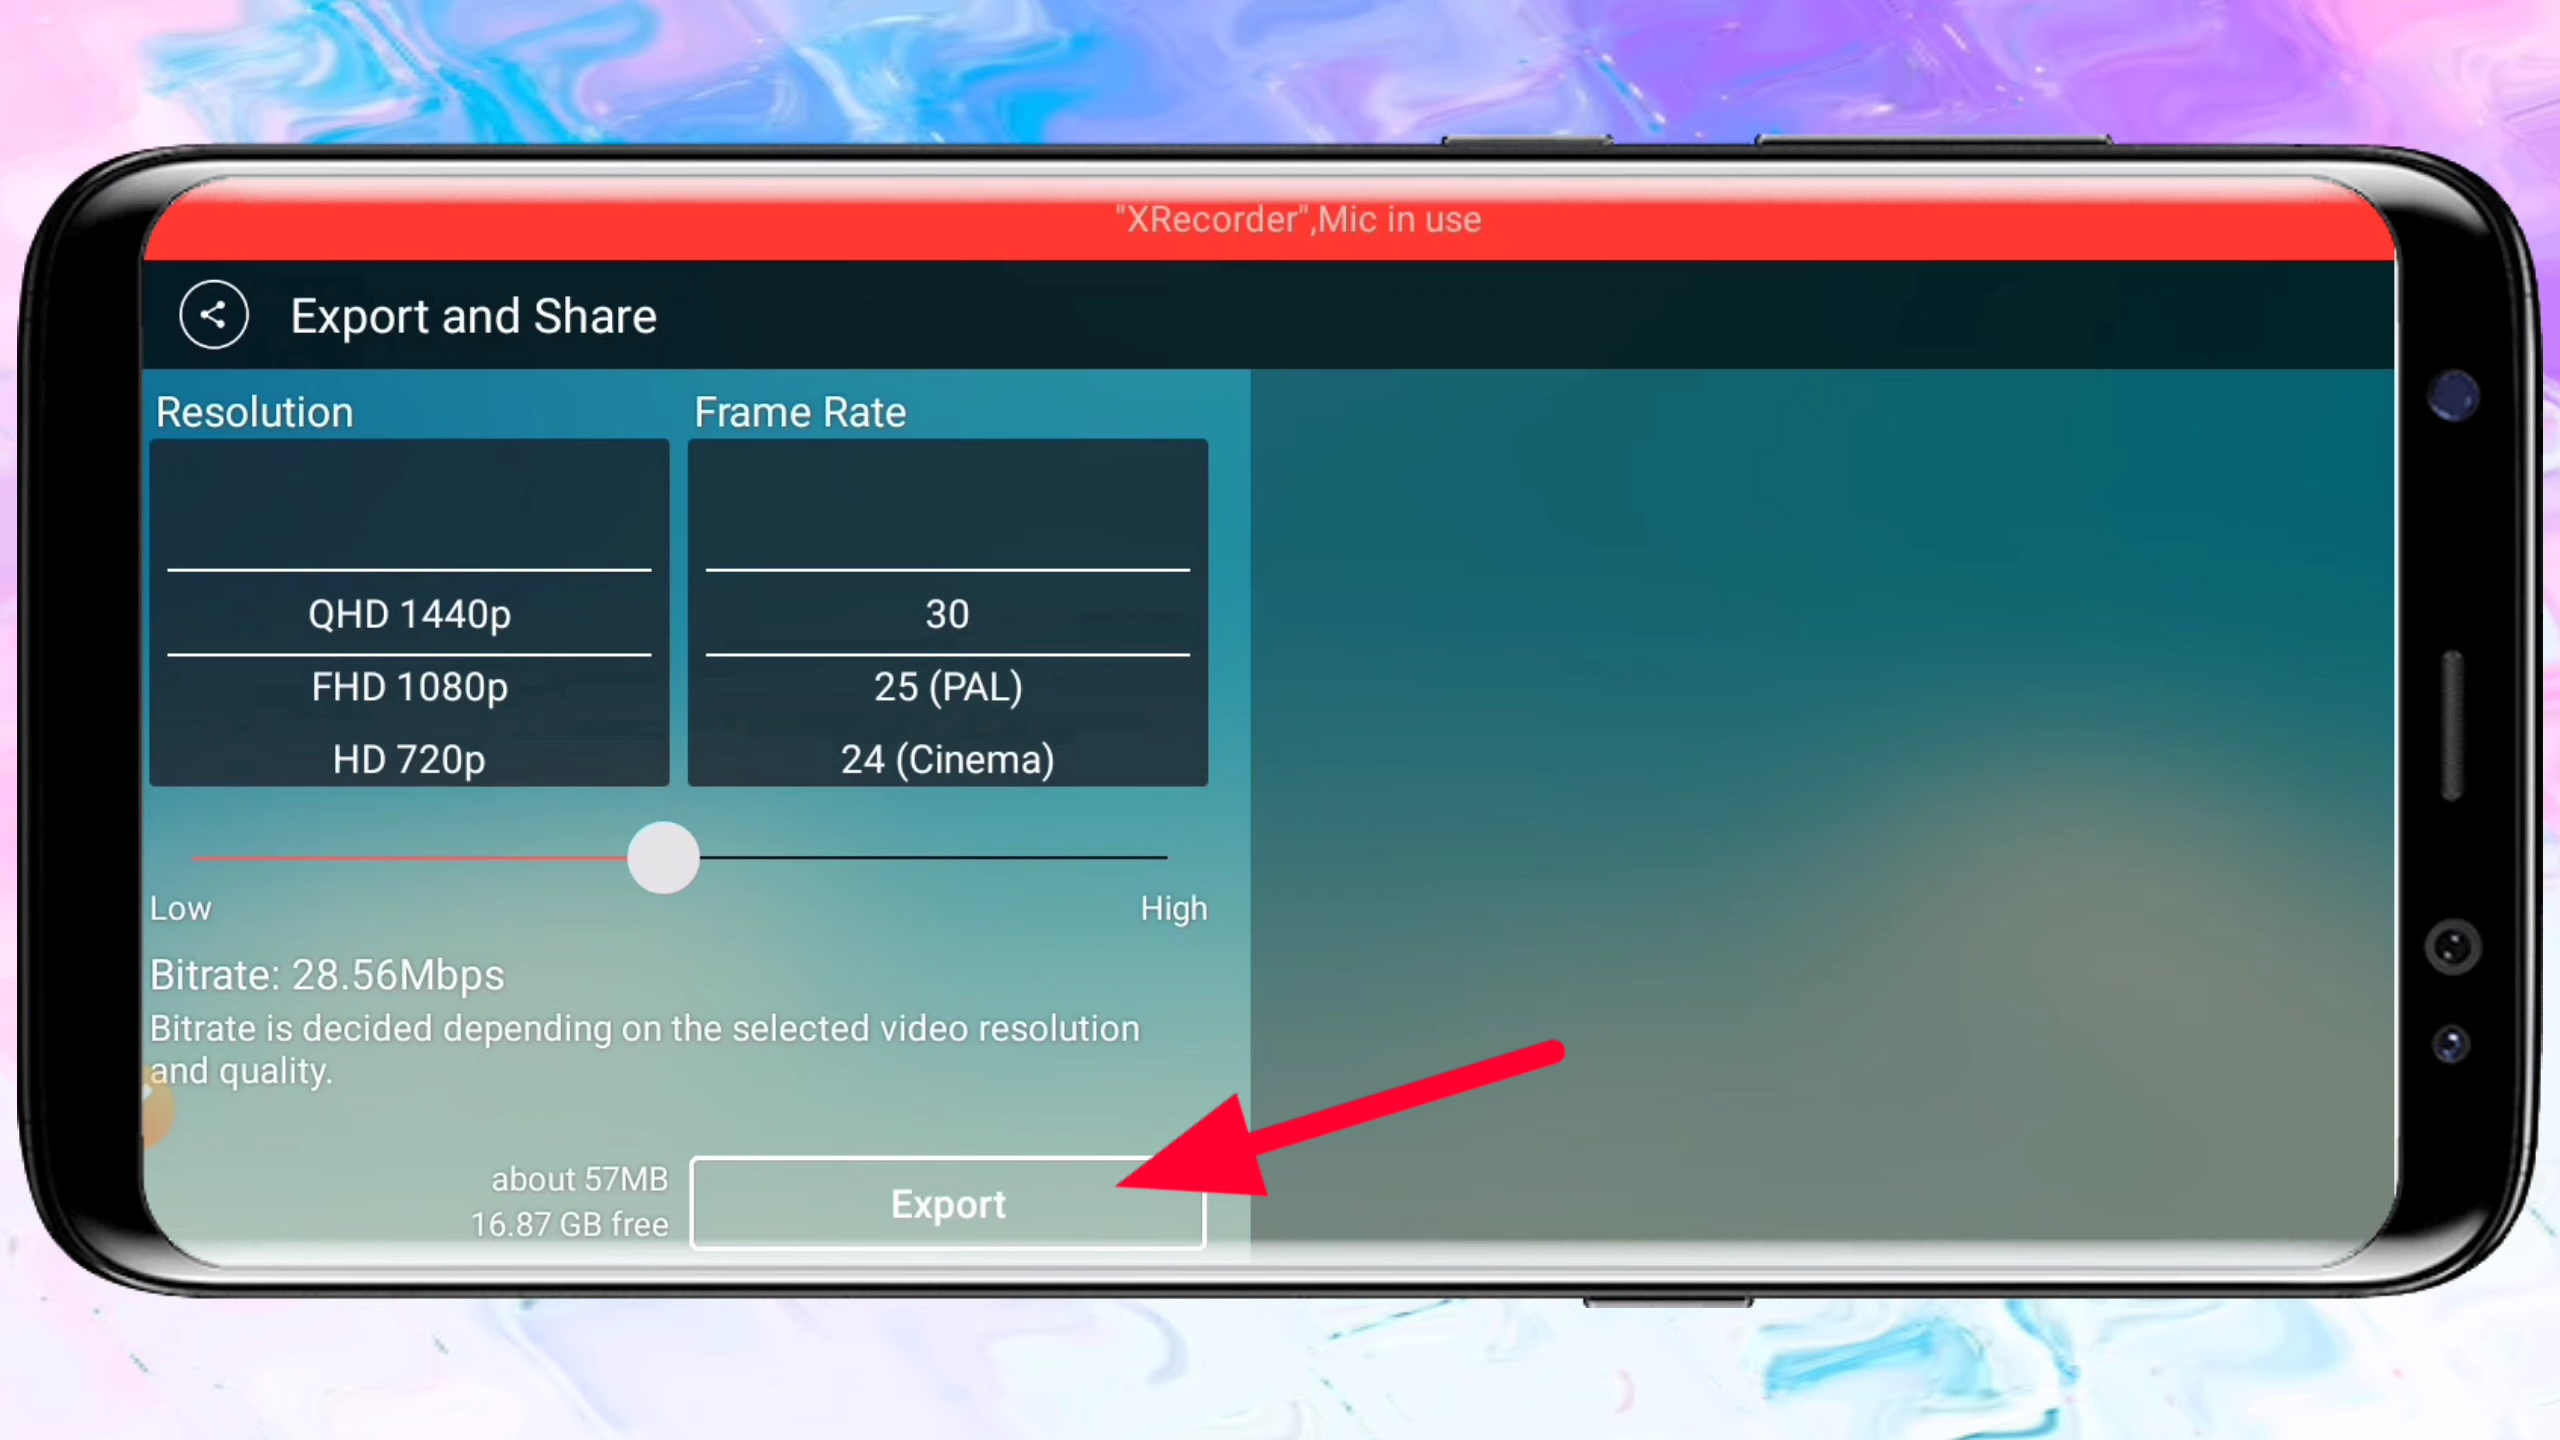 "XRecorder",Mic in use
Export and Share
Resolution
Frame Rate
QHD 1440p
30
FHD 1080p
25 (PAL)
HD 720p
24 (Cinema)
Low
High
Bitrate: 28.56Mbps
Bitrate is decided depending on the selected video resolution
and quality.
about 57MB
16.87 GB free
Export